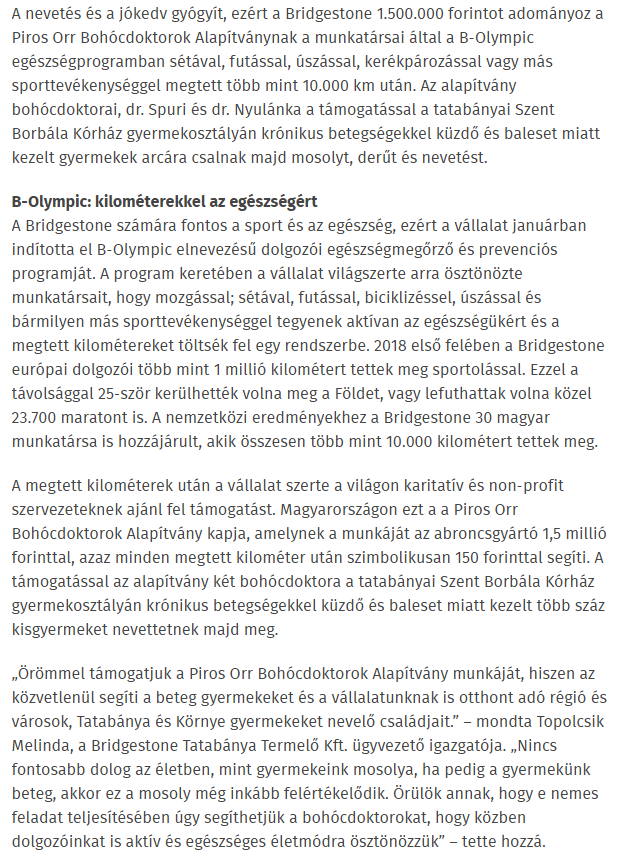 A nevetés és a jókedv gyógyít, ezért a Bridgestone 1.500.000 forintot adományoz a
Piros Orr Bohócdoktorok Alapítványnak a munkatársai által a B-Olympic
egészségprogramban sétával, futással, úszással, kerékpározással vagy más
sporttevékenységgel megtett több mint 10.000 km után. Az alapítvány
bohócdoktorai, dr. Spuri és dr. Nyulánka a támogatással a tatabányai Szent
Borbála Kórház gyermekosztályán krónikus betegségekkel küzdő és baleset miatt
kezelt gyermekek arcára csalnak majd mosolyt, derűt és nevetést.
B-Olympic: kilométerekkel az egészségért
A Bridgestone számára fontos a sport és az egészség, ezért a vállalat januárban
indította el B-Olympic elnevezésű dolgozói egészségmegőrző és prevenciós
programját. A program keretében a vállalat világszerte arra ösztönözte
munkatársait, hogy mozgással; sétával, futással, biciklizéssel, úszással és
bármilyen más sporttevékenységgel tegyenek aktívan az egészségükért és a
megtett kilométereket töltsék fel egy rendszerbe. 2018 első felében a Bridgestone
európai dolgozói több mint 1 millió kilométert tettek meg sportolással. Ezzel a
távolsággal 25-ször kerülhették volna meg a Földet, vagy lefuthattak volna közel
23.700 maratont is. A nemzetközi eredményekhez a Bridgestone 30 magyar
munkatársa is hozzájárult, akik összesen több mint 10.000 kilométert tettek meg.
A megtett kilométerek után a vállalat szerte a világon karitatív és non-profit
szervezeteknek ajánl fel támogatást. Magyarországon ezt a a Piros Orr
Bohócdoktorok Alapítvány kapja, amelynek a munkáját az abroncsgyártó 1,5 millió
forinttal, azaz minden megtett kilométer után szimbolikusan 150 forinttal segíti. A
támogatással az alapítvány két bohócdoktora a tatabányai Szent Borbála Kórház
gyermekosztályán krónikus betegségekkel küzdő és baleset miatt kezelt több száz
kisgyermeket nevettetnek majd meg.
„Örömmel támogatjuk a Piros Orr Bohócdoktorok Alapítvány munkáját, hiszen az
közvetlenül segíti a beteg gyermekeket és a vállalatunknak is otthont adó régió és
városok, Tatabánya és Környe gyermekeket nevelő családjait.” – mondta Topolcsik
Melinda, a Bridgestone Tatabánya Termelő Kft. ügyvezető igazgatója. „Nincs
fontosabb dolog az életben, mint gyermekeink mosolya, ha pedig a gyermekünk
beteg, akkor ez a mosoly még inkább felértékelődik. Örülök annak, hogy e nemes
feladat teljesítésében úgy segíthetjük a bohócdoktorokat, hogy közben
dolgozóinkat is aktív és egészséges életmódra ösztönözzük” – tette hozzá.